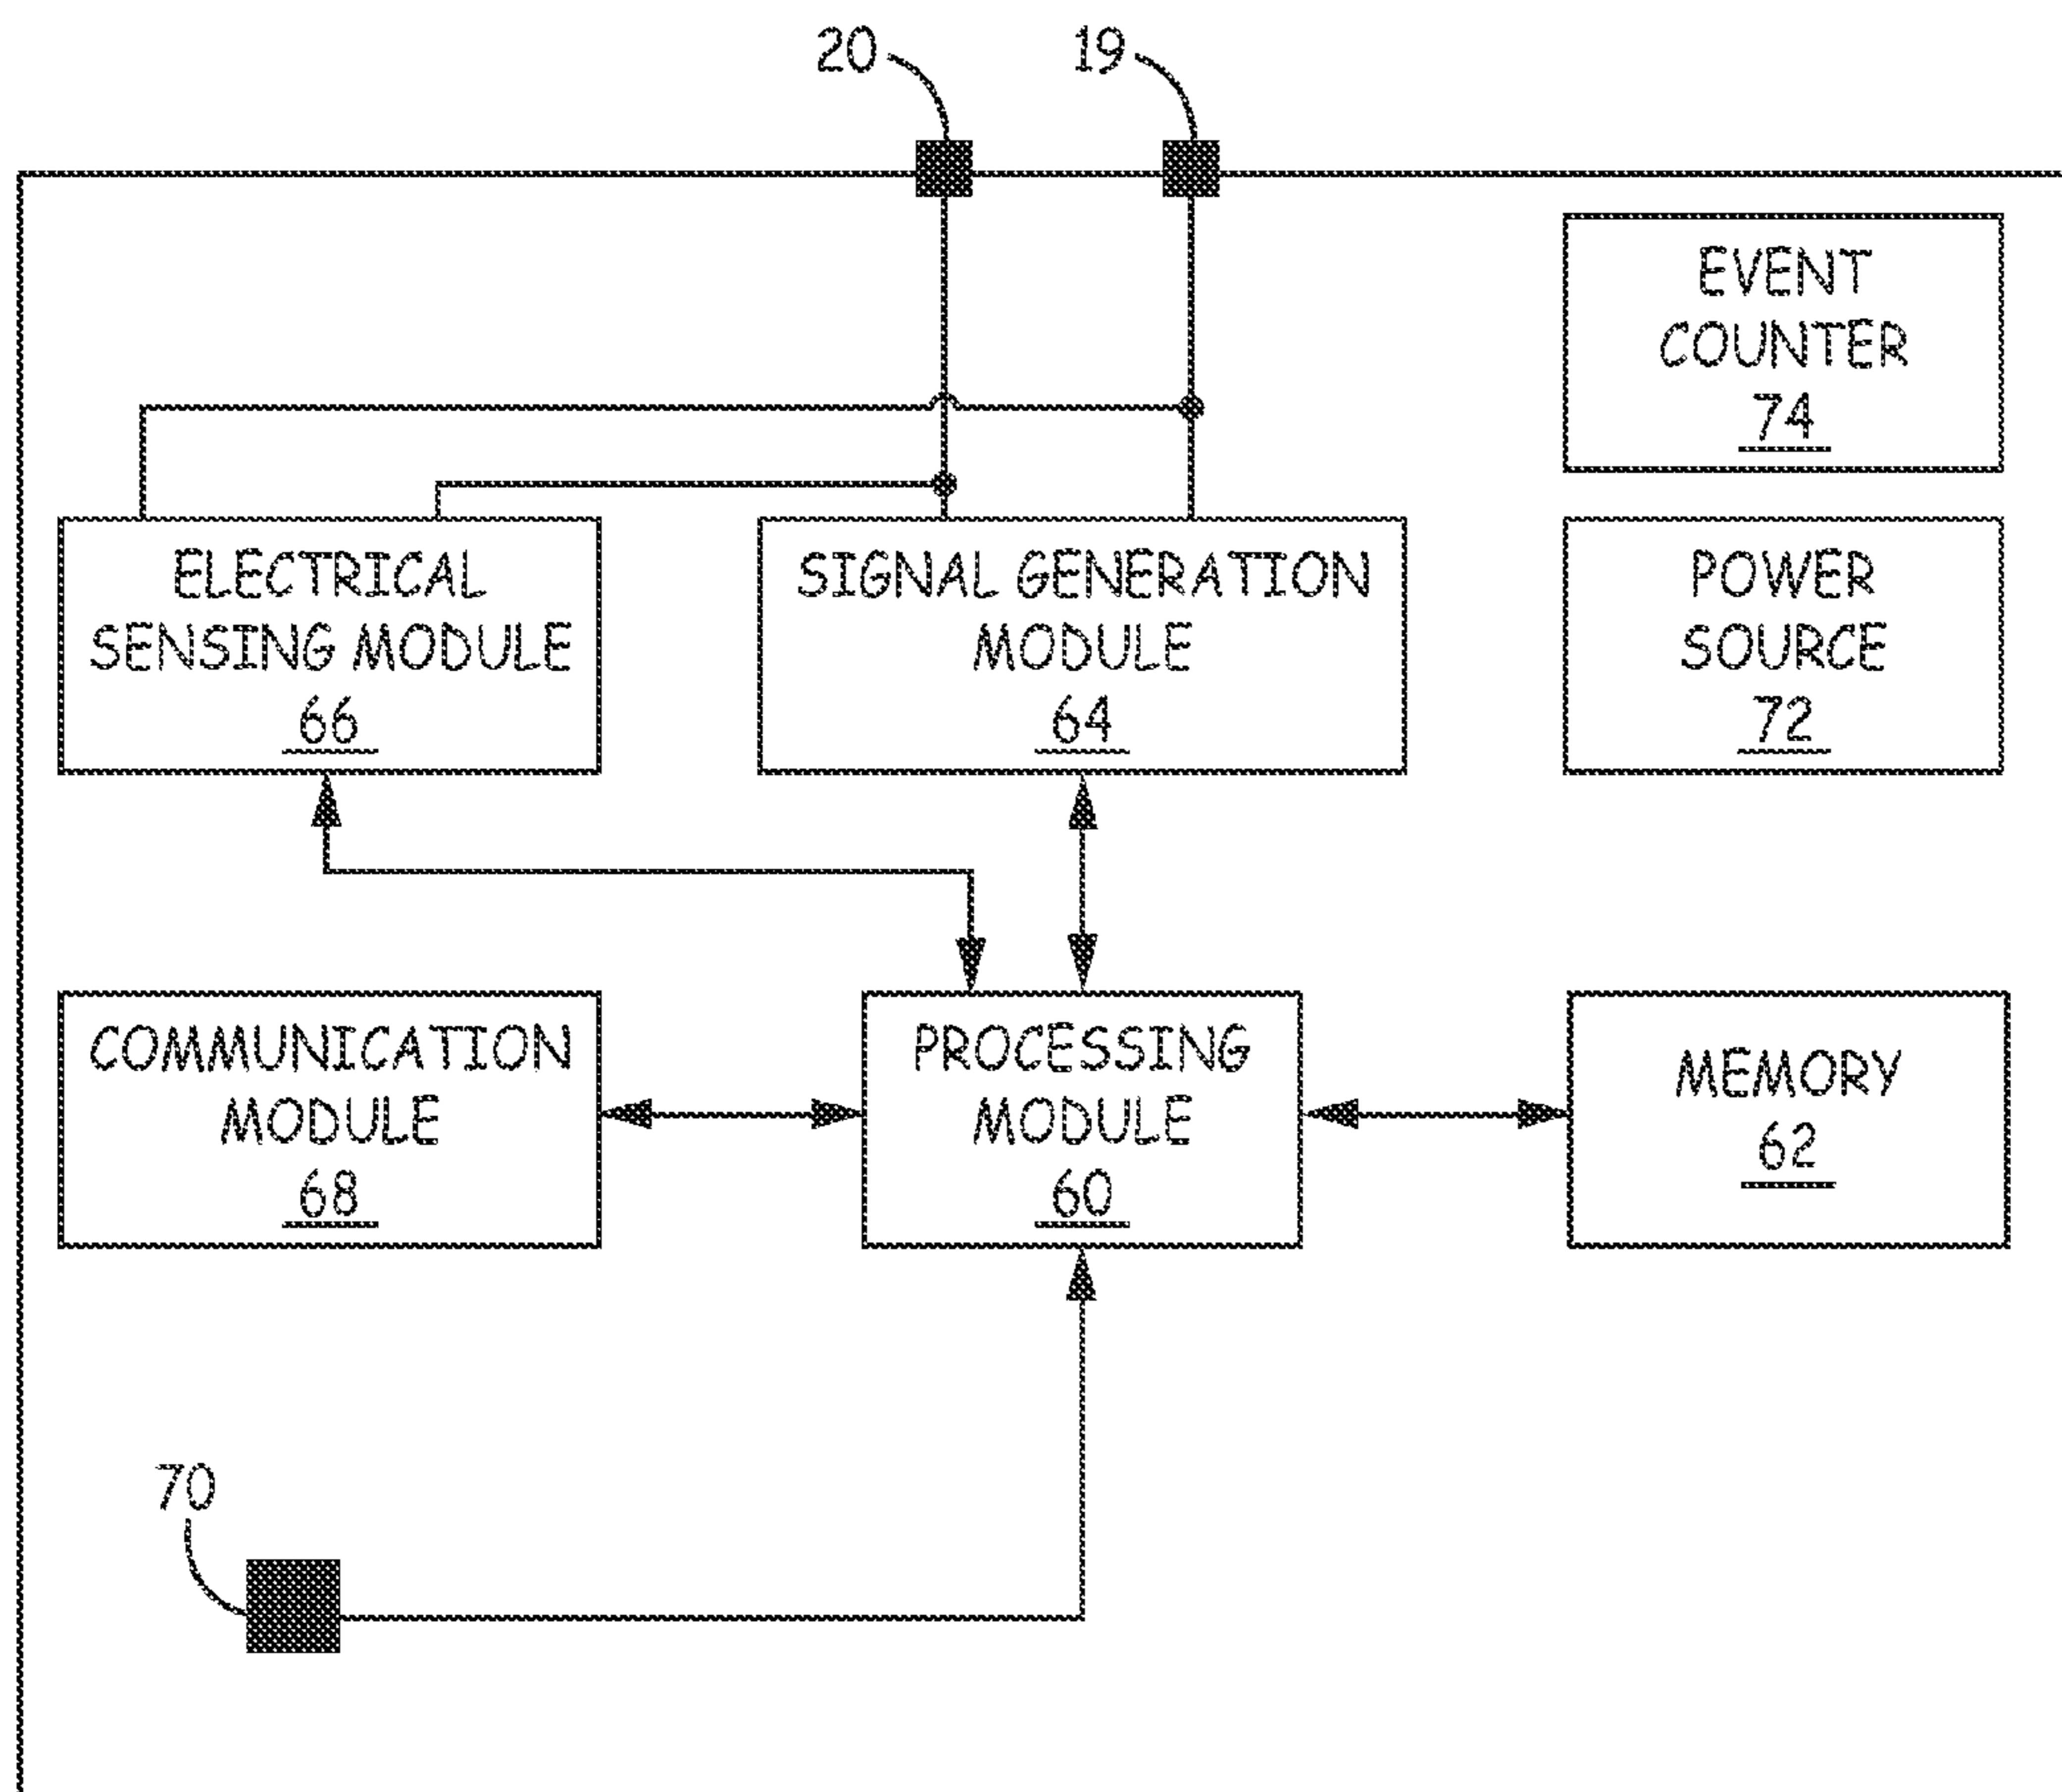 20
19
EVENT
COUNTER
74
ELECTRICAL
SENSING MODULE
66
SIGNAL GENERATION
MODULE
64
POWER
SOURCE
72
COMMUNICATION
MODULE
68
PROCESSING
MODULE
60
MEMORY
62
70